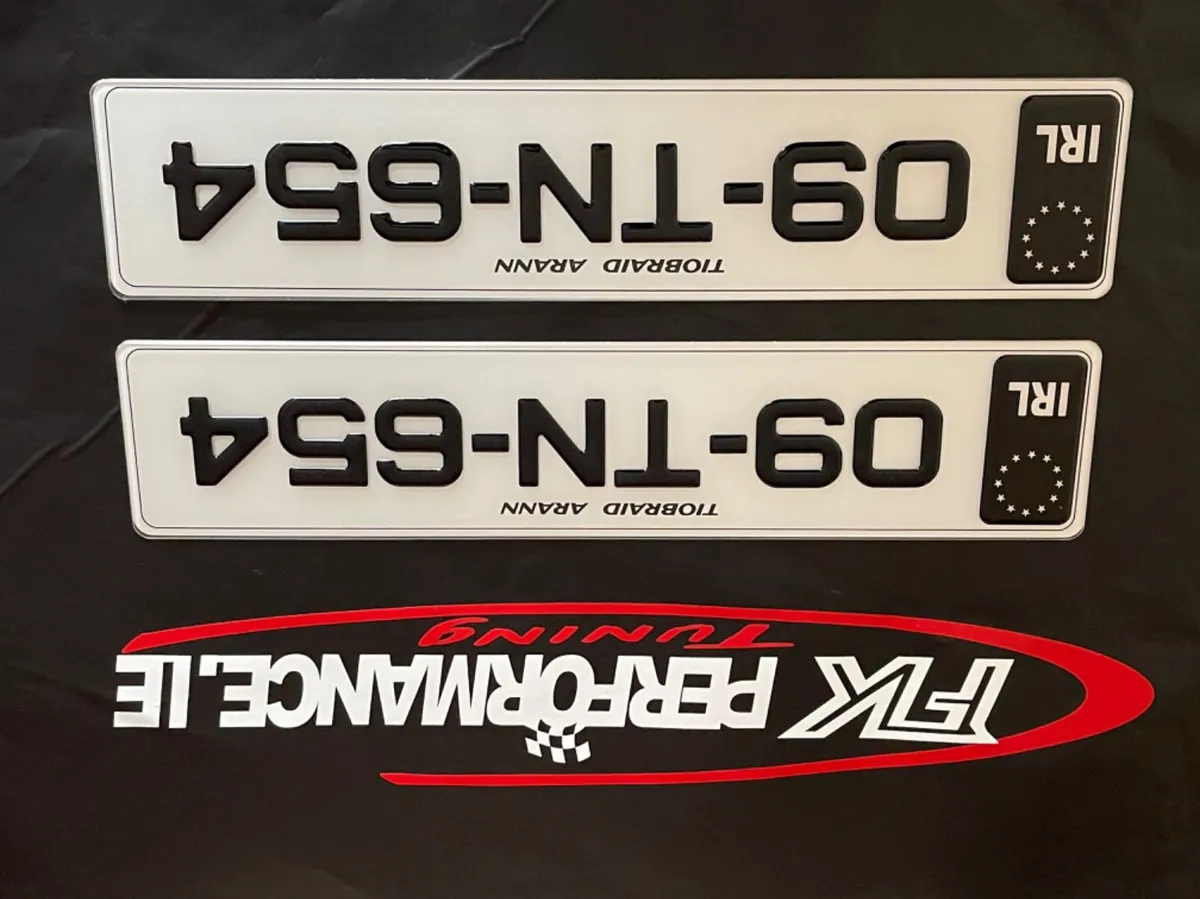 FK PERFORMANCE.IE
TUNING
TIOBRAID ARANN
IRL 09-TN-654
TIOBRAID ARANN
IRL 09-TN-654